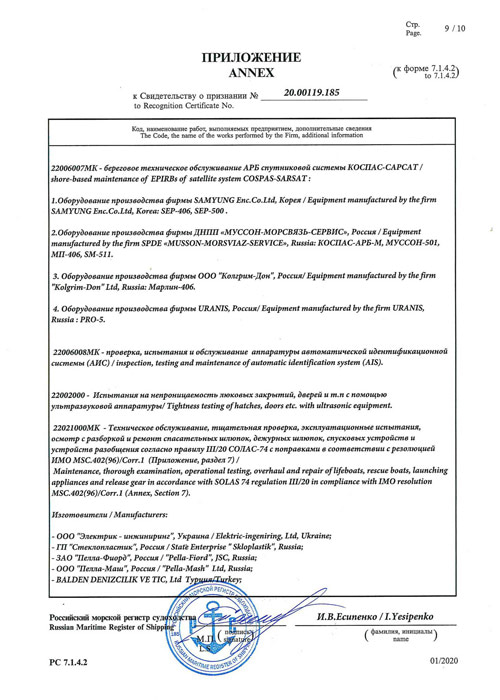 Стр. 9 / 10
Page.
ПРИЛОЖЕНИЕ
ANNEX
(к форме 7.1.4.2
to 7.1.4.2)
к Свидетельству о признании № 20.00119.185
to Recognition Certificate No.
Код, наименование работ, выполняемых предприятием, дополнительные сведения
The Code, the name of the works performed by the Firm, additional information
22006007МК - береговое техническое обслуживание АРБ спутниковой системы КОСПАС-САРСАТ /
shore-based maintenance of EPIRBs of satellite system COSPAS-SARSAT :
1.Оборудование производства фирмы SAMYUNG Enc.Co.Ltd, Корея / Equipment manufactured by the firm
SAMYUNG Enc.Co.Ltd, Korea: SEP-406, SEP-500 .
2.Оборудование производства фирмы ДНПП «МУССОН-МОРСВЯЗЬ-СЕРВИС», Россия / Equipment
manufactured by the firm SPDE «MUSSON-MORSVIAZ-SERVICE», Russia: КОСПАС-АРБ-М, МУССОН-501,
МП-406, SM-511.
3. Оборудование производства фирмы ООО "Колгрим-Дон", Россия/ Equipment manufactured by the firm
"Kolgrim-Don" Ltd, Russia: Марлин-406.
4. Оборудование производства фирмы URANIS, Россия/ Equipment manufactured by the firm URANIS,
Russia : PRO-5.
22006008МК - проверка, испытания и обслуживание аппаратуры автоматической идентификационной
системы (АИС) / inspection, testing and maintenance of automatic identification system (AIS).
22002000 - Испытания на непроницаемость люковых закрытий, дверей и т.п с помощью
ультразвуковой аппаратуры/ Tightness testing of hatches, doors etc. with ultrasonic equipment.
22021000МК - Техническое обслуживание, тщательная проверка, эксплуатационные испытания,
осмотр с разборкой и ремонт спасательных шлюпок, дежурных шлюпок, спусковых устройств и
устройств разобщения согласно правилу III/20 СОЛАС-74 с поправками в соответствии с резолюцией
ИМО MSC.402(96)/Corr.1 (Приложение, раздел 7) /
Maintenance, thorough examination, operational testing, overhaul and repair of lifeboats, rescue boats, launching
appliances and release gear in accordance with SOLAS 74 regulation III/20 in compliance with IMO resolution
MSC.402(96)/Corr.1 (Annex, Section 7).
Изготовители / Manufacturers:
- ООО "Электрик - инжиниринг", Украина / Elektric-ingeniring, Ltd, Ukraine;
- ГП "Стеклопластик", Россия / State Enterprise " Skloplastik", Russia;
- ЗАО "Пелла-Фиорд", Россия / "Pella-Fiord", JSC, Russia;
- ООО "Пелла-Маш", Россия / "Pella-Mash" Ltd, Russia;
- BALDEN DENIZCILIK VE TIC, Ltd Турция/Turkey;
Российский морской регистр судоходства
Russian Maritime Register of Shipping
И.В.Есипенко / I.Yesipenko
М.П.
L.S.
(подпись
signature)
(фамилия, инициалы)
name
185
RUSSIAN MARITIME REGISTER OF SHIPPING
РС 7.1.4.2
01/2020